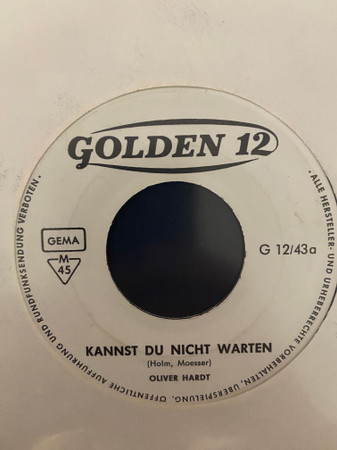 GOLDEN 12
GEMA
M
45
G 12/43a
KANNST DU NICHT WARTEN
(Holm, Moesser)
OLIVER HARDT
· ALLE HERSTELLER- UND URHEBERRECHTE VORBEHALTEN. ÜBERSPIELUNG, ÖFFENTLICHE AUFFÜHRUNG UND RUNDFUNKSENDUNG VERBOTEN ·